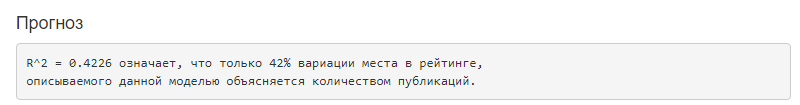 Прогноз
R^2 = 0.4226 означает, что только 42% вариации места в рейтинге,
описываемого данной моделью объясняется количеством публикаций.